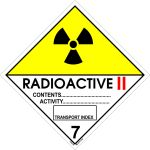 RADIOACTIVE II
CONTENTS....................
ACTIVITY....................
TRANSPORT INDEX
7